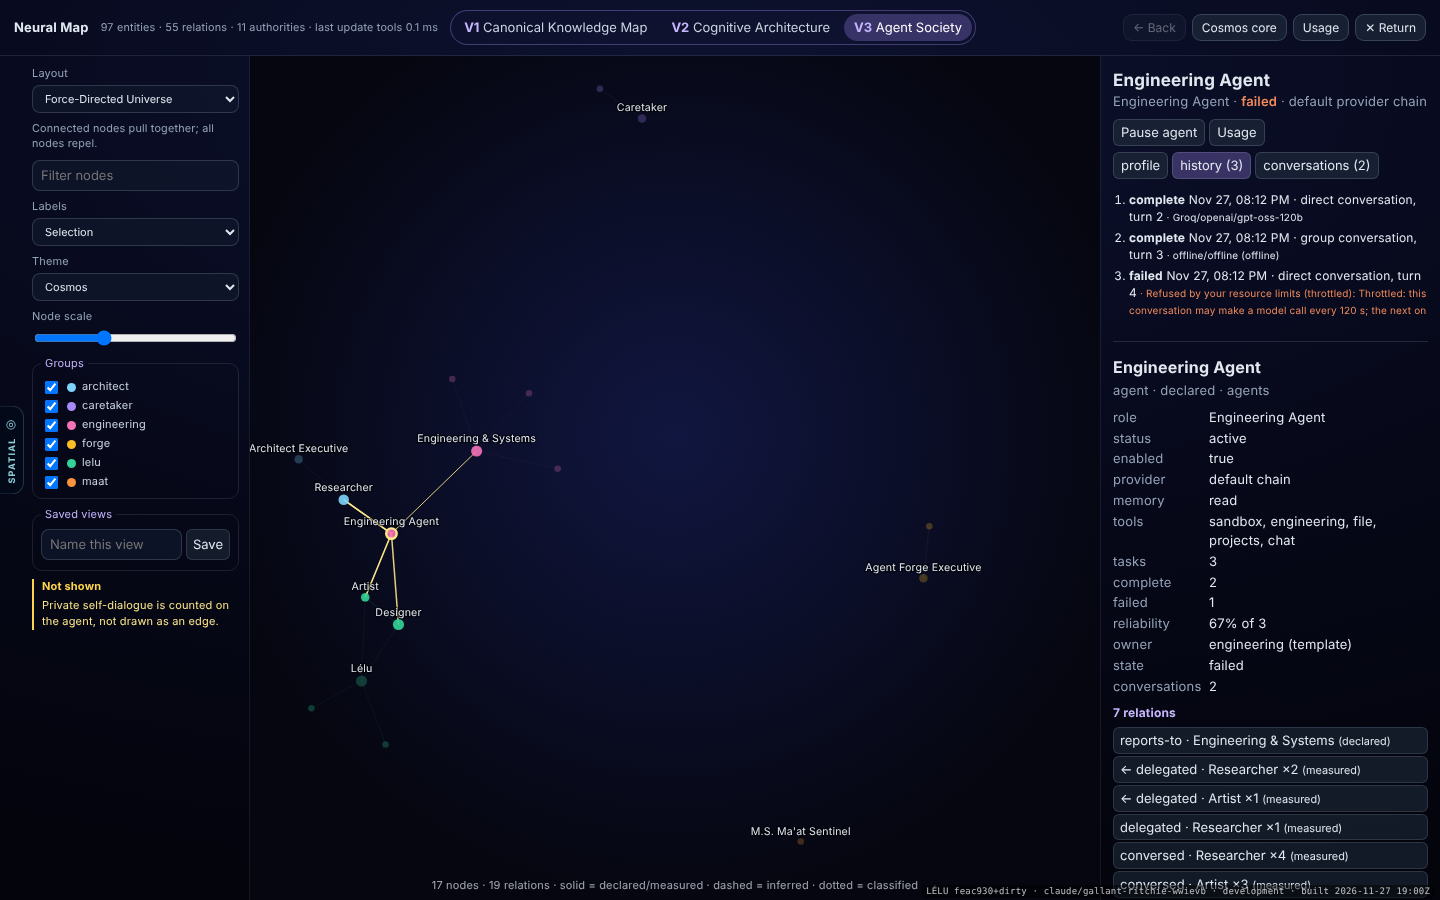 Neural Map 97 entities · 55 relations · 11 authorities · last update tools 0.1 ms
V1 Canonical Knowledge Map V2 Cognitive Architecture V3 Agent Society
← Back Cosmos core Usage ✕ Return
Layout
Force-Directed Universe
Connected nodes pull together; all
nodes repel.
Filter nodes
Labels
Selection
Theme
Cosmos
Node scale
Groups
architect
caretaker
engineering
forge
lelu
maat
Saved views
Name this view Save
Not shown
Private self-dialogue is counted on
the agent, not drawn as an edge.
SPATIAL ◎
Caretaker
Engineering & Systems
Architect Executive
Researcher
Engineering Agent
Artist
Designer
Lélu
Agent Forge Executive
M.S. Ma'at Sentinel
17 nodes · 19 relations · solid = declared/measured · dashed = inferred · dotted = classified
Engineering Agent
Engineering Agent · failed · default provider chain
Pause agent Usage
profile history (3) conversations (2)
1. complete Nov 27, 08:12 PM · direct conversation,
turn 2 · Groq/openai/gpt-oss-120b
2. complete Nov 27, 08:12 PM · group conversation,
turn 3 · offline/offline (offline)
3. failed Nov 27, 08:12 PM · direct conversation, turn
4 · Refused by your resource limits (throttled): Throttled: this
conversation may make a model call every 120 s; the next on
Engineering Agent
agent · declared · agents
role Engineering Agent
status active
enabled true
provider default chain
memory read
tools sandbox, engineering, file,
projects, chat
tasks 3
complete 2
failed 1
reliability 67% of 3
owner engineering (template)
state failed
conversations 2
7 relations
reports-to · Engineering & Systems (declared)
← delegated · Researcher ×2 (measured)
← delegated · Artist ×1 (measured)
delegated · Researcher ×1 (measured)
conversed · Researcher ×4 (measured)
conversed · Artist ×3 (measured)
LÉLU feac930+dirty · claude/gallant-ritchie-wwievb · development · built 2026-11-27 19:00Z